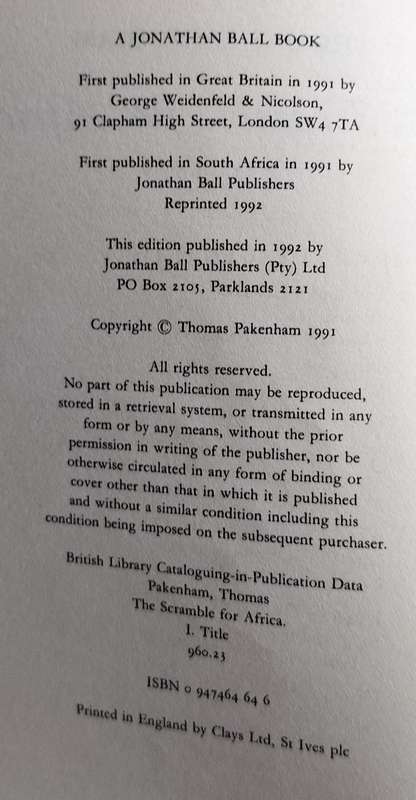 A JONATHAN BALL BOOK
First published in Great Britain in 1991 by
George Weidenfeld & Nicolson,
91 Clapham High Street, London SW4 7TA
First published in South Africa in 1991 by
Jonathan Ball Publishers
Reprinted 1992
This edition published in 1992 by
Jonathan Ball Publishers (Pty) Ltd
PO Box 2105, Parklands 2121
Copyright © Thomas Pakenham 1991
All rights reserved.
No part of this publication may be reproduced,
stored in a retrieval system, or transmitted in any
form or by any means, without the prior
permission in writing of the publisher, nor be
otherwise circulated in any form of binding or
cover other than that in which it is published
and without a similar condition including this
condition being imposed on the subsequent purchaser.
British Library Cataloguing-in-Publication Data
Pakenham, Thomas
The Scramble for Africa.
I. Title
960.23
ISBN 0 947464 64 6
Printed in England by Clays Ltd, St Ives plc